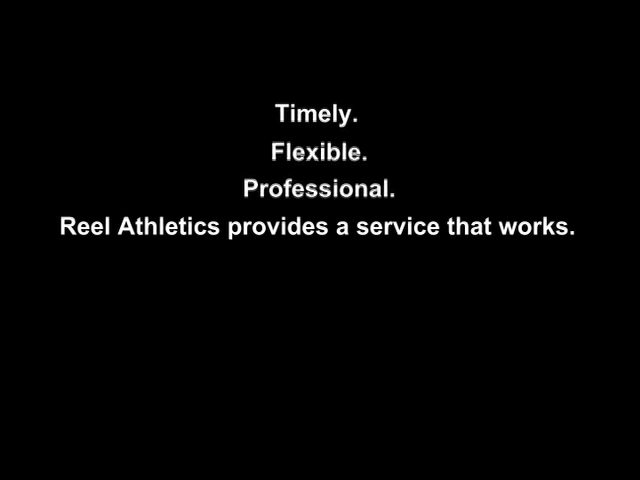 Timely.
Flexible.
Professional.
Reel Athletics provides a service that works.